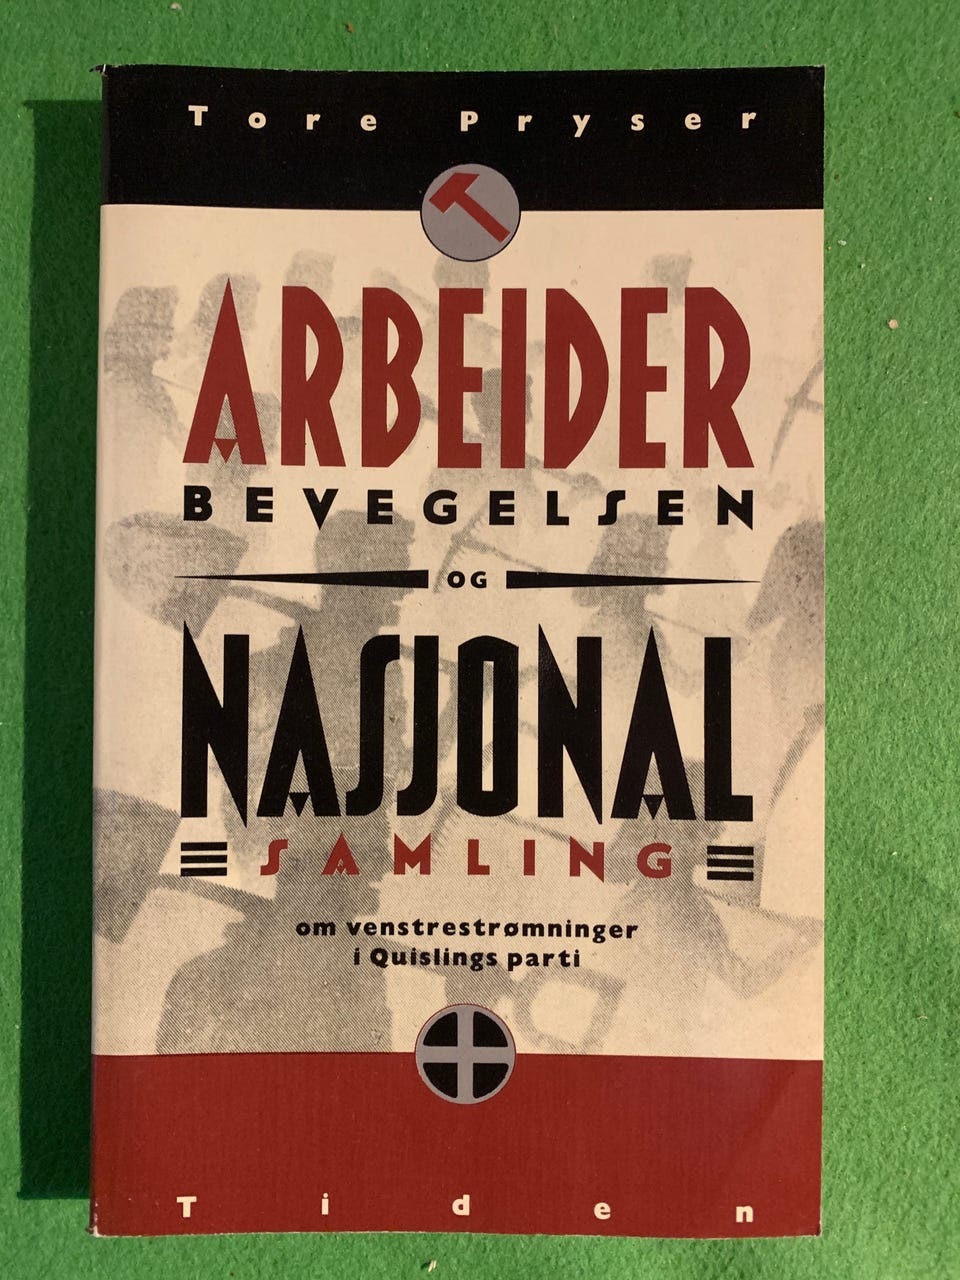 Tore Pryser
ARBEIDER
BEVEGELSEN
OG
NASJONAL
SAMLING
om venstrestrømninger
i Quislings parti
Tiden